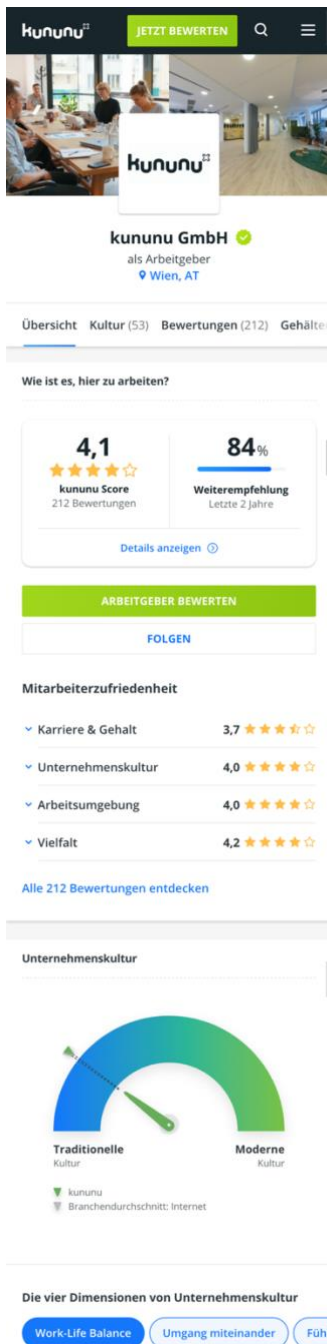 kununu
JETZT BEWERTEN
kununu
kununu GmbH
als Arbeitgeber
Wien, AT
Übersicht Kultur (53) Bewertungen (212) Gehälte
Wie ist es, hier zu arbeiten?
4,1
kununu Score
212 Bewertungen
84%
Weiterempfehlung
Letzte 2 Jahre
Details anzeigen
ARBEITGEBER BEWERTEN
FOLGEN
Mitarbeiterzufriedenheit
Karriere & Gehalt 3,7
Unternehmenskultur 4,0
Arbeitsumgebung 4,0
Vielfalt 4,2
Alle 212 Bewertungen entdecken
Unternehmenskultur
Traditionelle
Kultur
Moderne
Kultur
kununu
Branchendurchschnitt: Internet
Die vier Dimensionen von Unternehmenskultur
Work-Life Balance Umgang miteinander Füh